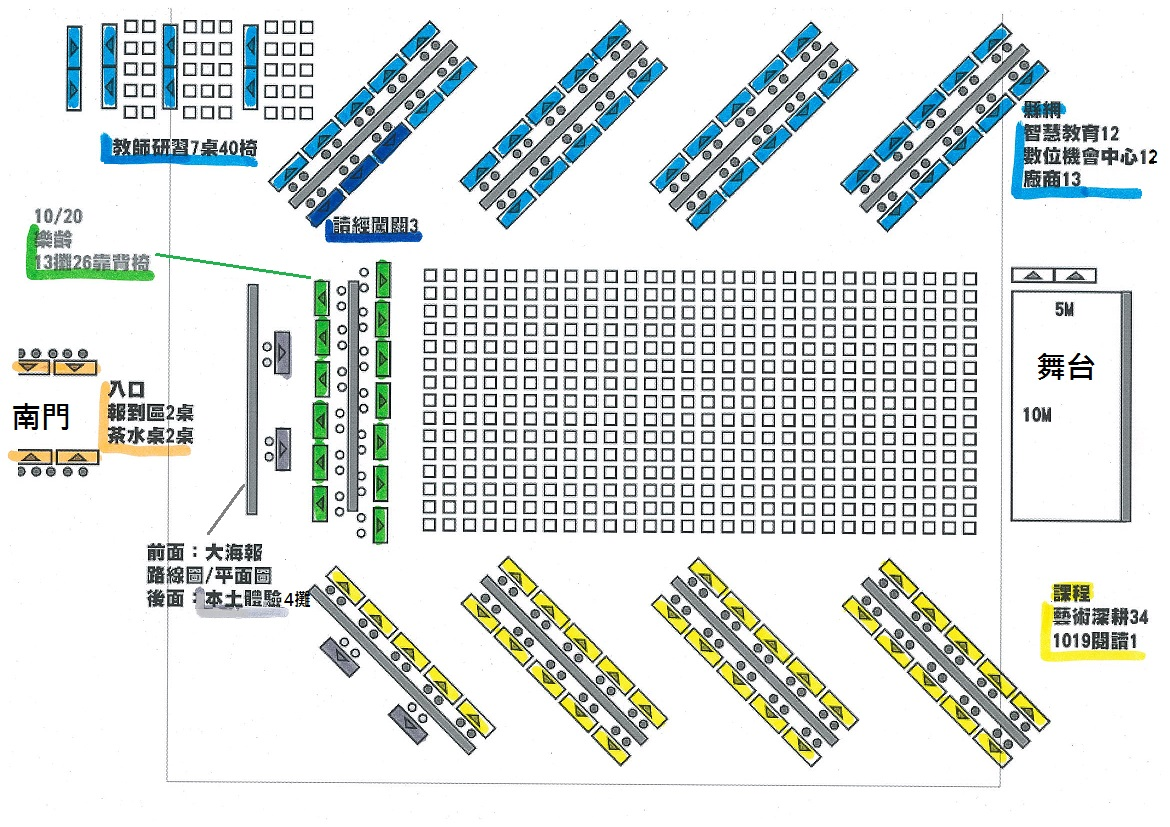 教師研習7桌40椅
縣網
智慧教育12
數位機會中心12
廠商13
讀經闖關3
10/20
樂齡
13攤26靠背椅
入口
報到區2桌
茶水桌2桌
南門
5M
舞台
10M
前面：大海報
路線圖/平面圖
後面：本土體驗4攤
課程
藝術深耕34
1019閱讀1